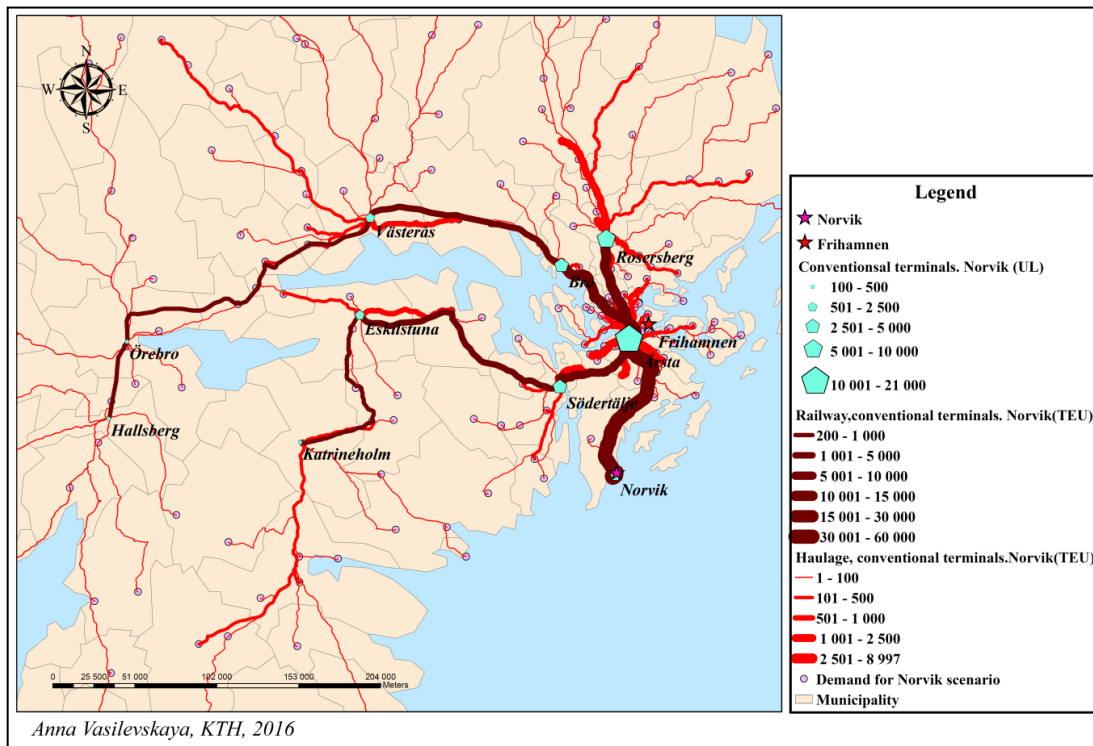 N
W E
S
Västerås
Rosersberg
Bro
Eskilstuna
Frihamnen
Örebro
Årsta
Södertälje
Hallsberg
Katrineholm
Norvik
0 25 500 51 000 102 000 153 000 204 000
Meters
Anna Vasilevskaya, KTH, 2016
Legend
Norvik
Frihamnen
Conventionsal terminals. Norvik (UL)
100 - 500
501 - 2 500
2 501 - 5 000
5 001 - 10 000
10 001 - 21 000
Railway,conventional terminals. Norvik(TEU)
200 - 1 000
1 001 - 5 000
5 001 - 10 000
10 001 - 15 000
15 001 - 30 000
30 001 - 60 000
Haulage, conventional terminals.Norvik(TEU)
1 - 100
101 - 500
501 - 1 000
1 001 - 2 500
2 501 - 8 997
Demand for Norvik scenario
Municipality